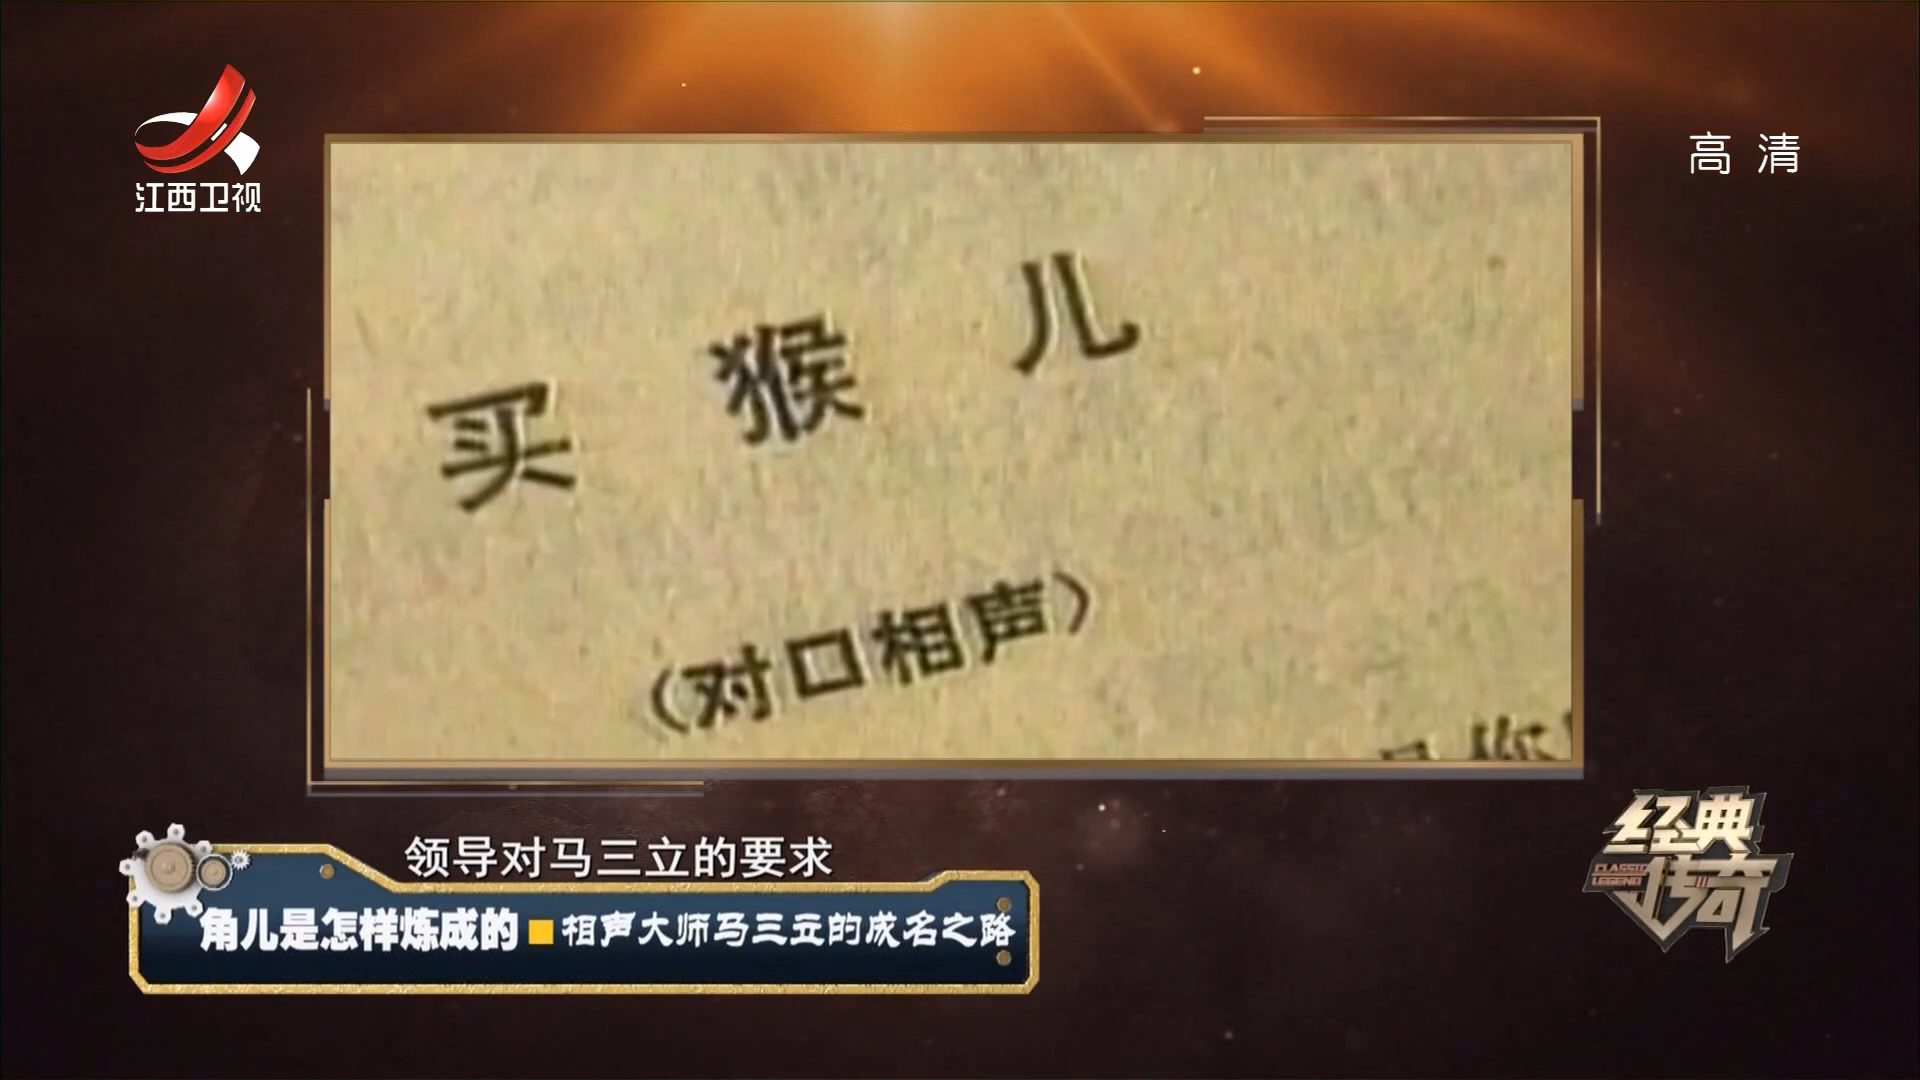 江西卫视
高清
买猴儿
（对口相声）
领导对马三立的要求
角儿是怎样炼成的■相声大师马三立的成名之路
经典传奇
CLASSIC
LEGEND